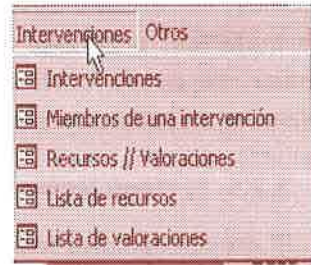 Intervenciones Otros
Intervenciones
Miembros de una intervención
Recursos // Valoraciones
Lista de recursos
Lista de valoraciones